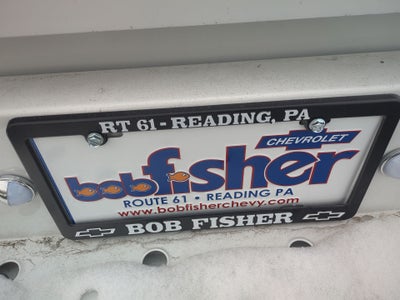 RT 61 - READING, PA
CHEVROLET
bobfisher
ROUTE 61 • READING PA
www.bobfisherchevy.com
BOB FISHER